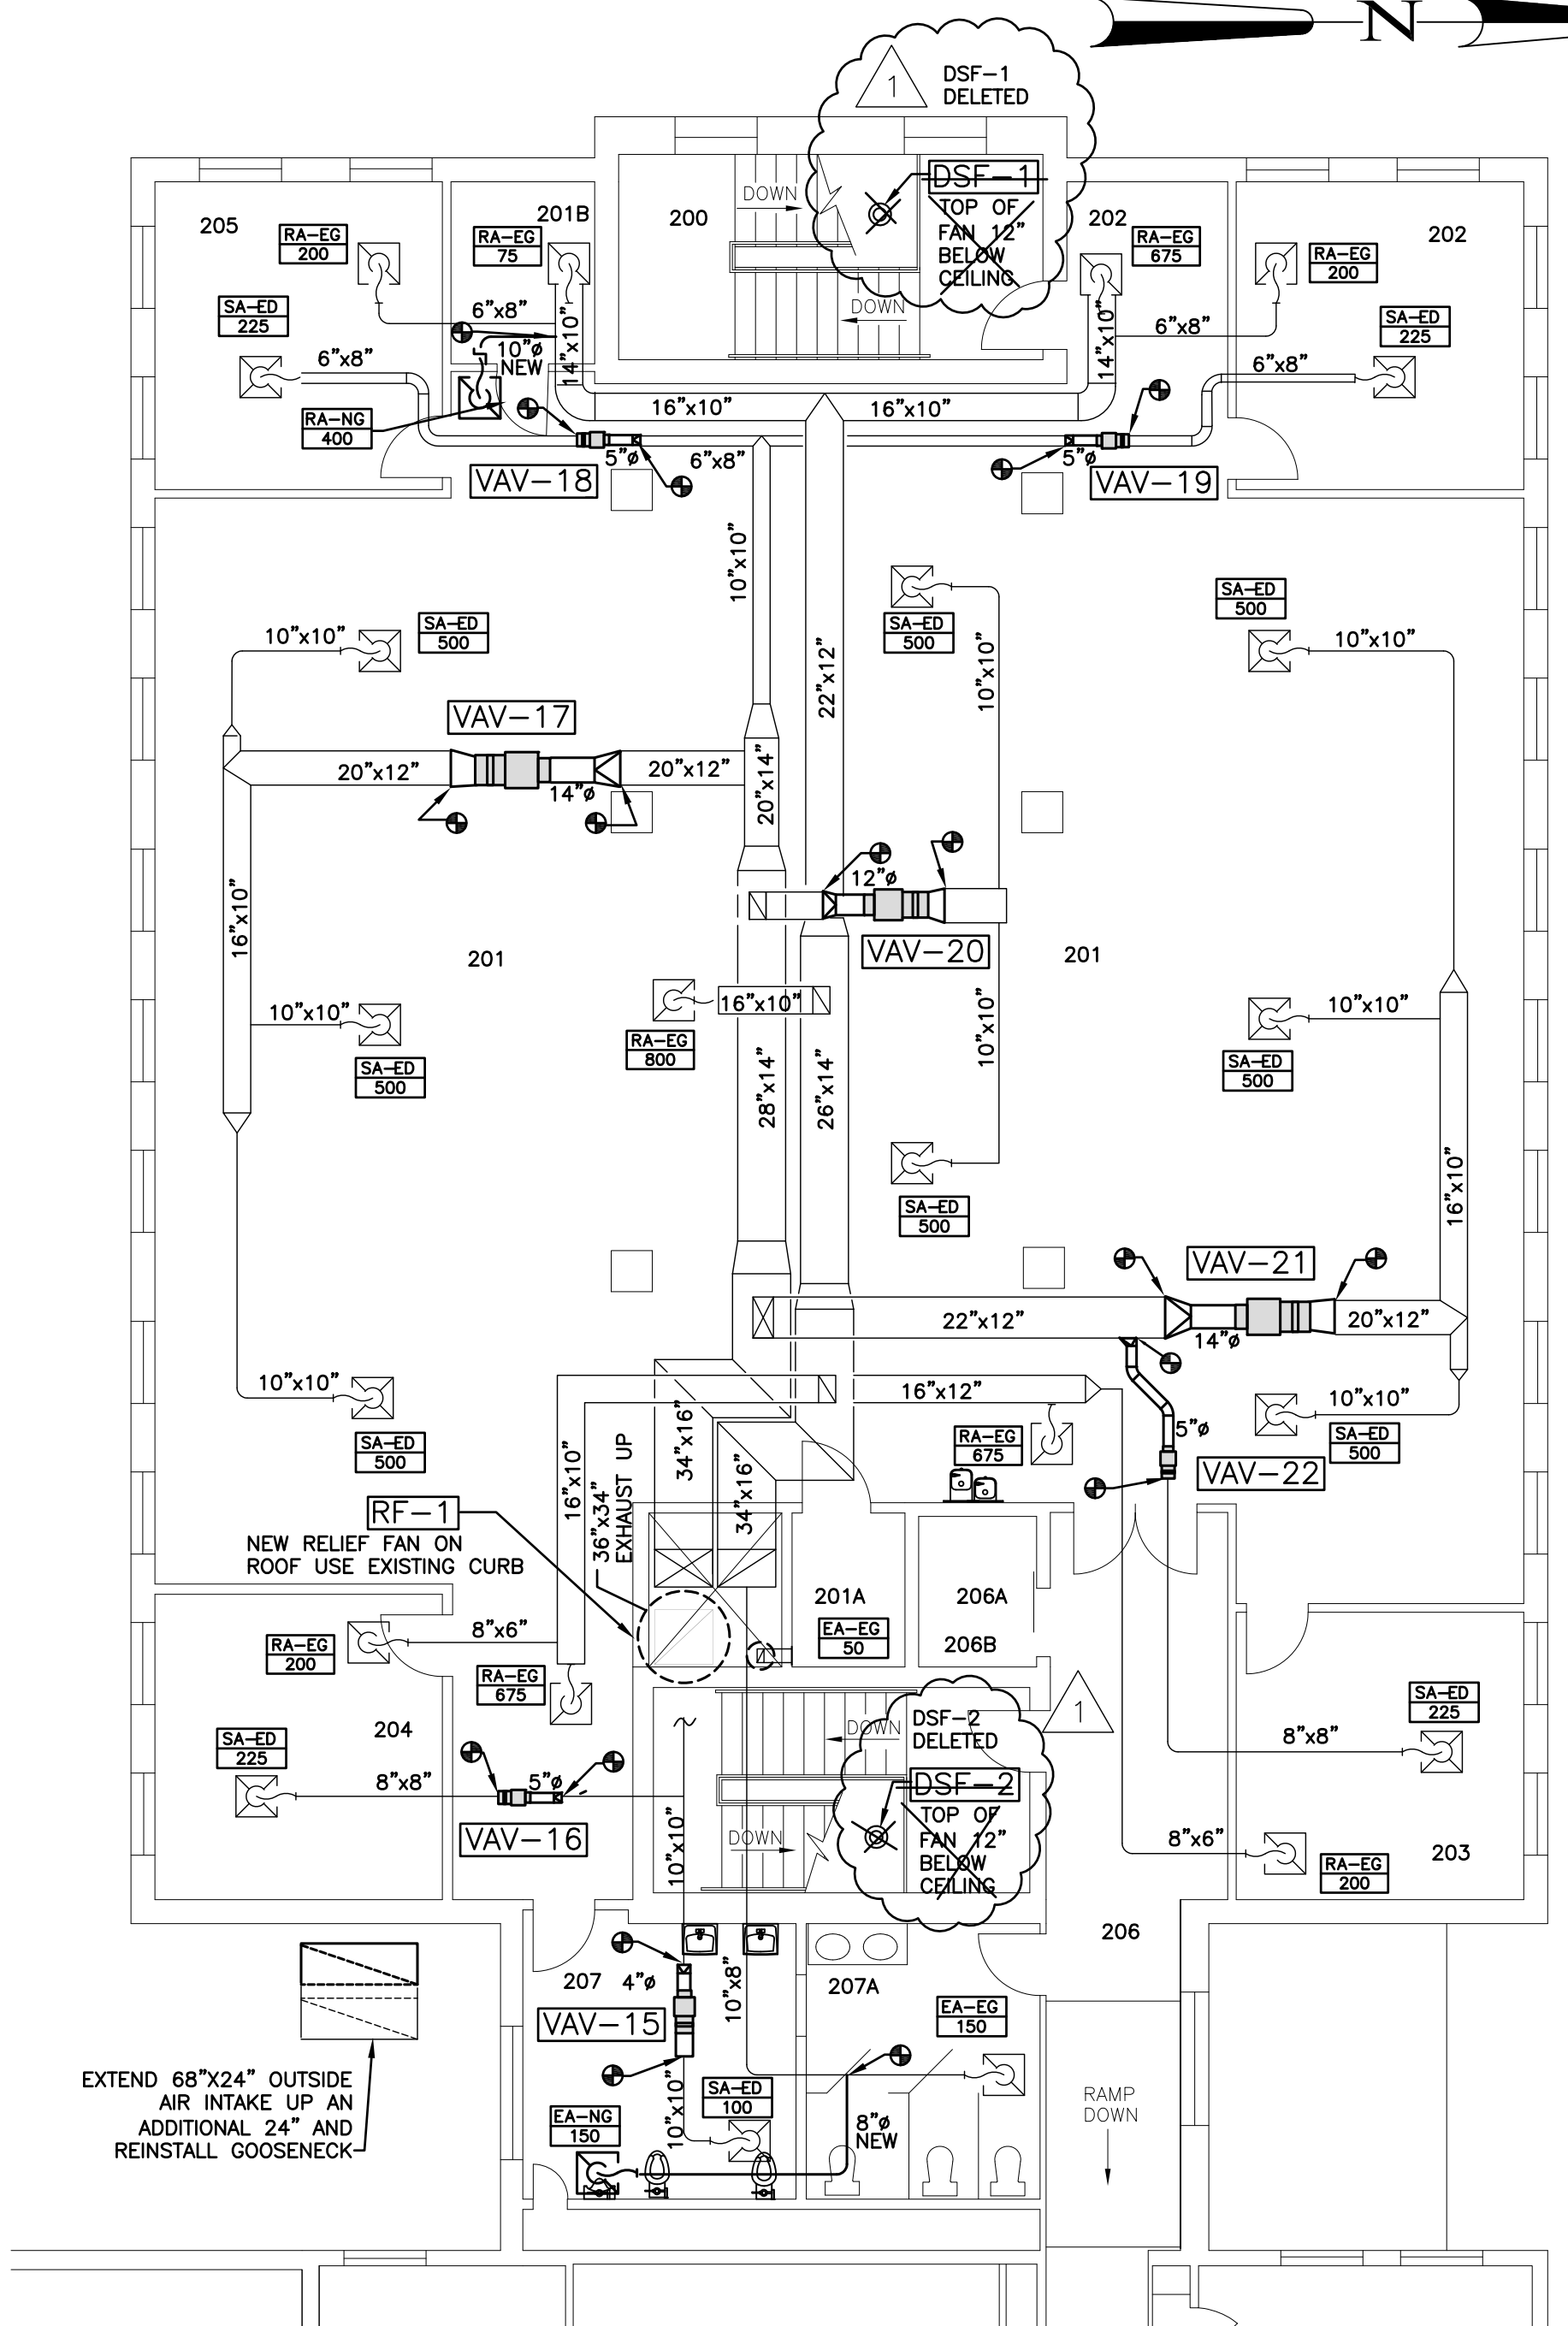 N
1
DSF-1
DELETED
DSF-1
TOP OF
FAN 12"
BELOW
CEILING
DOWN
DOWN
200
205
RA-EG
200
201B
RA-EG
75
202
RA-EG
675
202
RA-EG
200
SA-ED
225
SA-ED
225
6"x8"
6"x8"
10"ø
NEW
14"x10"
14"x10"
6"x8"
6"x8"
RA-NG
400
16"x10"
16"x10"
5"ø
6"x8"
5"ø
VAV-18
VAV-19
10"x10"
SA-ED
500
SA-ED
500
SA-ED
500
10"x10"
10"x10"
10"x10"
22"x12"
VAV-17
20"x12"
20"x12"
14"ø
20"x14"
12"ø
VAV-20
16"x10"
201
201
16"x10"
RA-EG
800
10"x10"
SA-ED
500
10"x10"
10"x10"
SA-ED
500
28"x14"
26"x14"
SA-ED
500
16"x10"
VAV-21
22"x12"
14"ø
20"x12"
10"x10"
SA-ED
500
16"x12"
RA-EG
675
5"ø
10"x10"
SA-ED
500
VAV-22
34"x16"
34"x16"
16"x10"
36"x34"
EXHAUST UP
RF-1
NEW RELIEF FAN ON
ROOF USE EXISTING CURB
201A
EA-EG
50
206A
206B
RA-EG
200
8"x6"
RA-EG
675
204
SA-ED
225
8"x8"
5"ø
VAV-16
DOWN
DOWN
10"x10"
DSF-2
DELETED
1
DSF-2
TOP OF
FAN 12"
BELOW
CEILING
SA-ED
225
8"x8"
8"x6"
RA-EG
200
203
206
207
4"ø
VAV-15
10"x8"
207A
EA-EG
150
10"x10"
SA-ED
100
EA-NG
150
8"ø
NEW
RAMP
DOWN
EXTEND 68"X24" OUTSIDE
AIR INTAKE UP AN
ADDITIONAL 24" AND
REINSTALL GOOSENECK